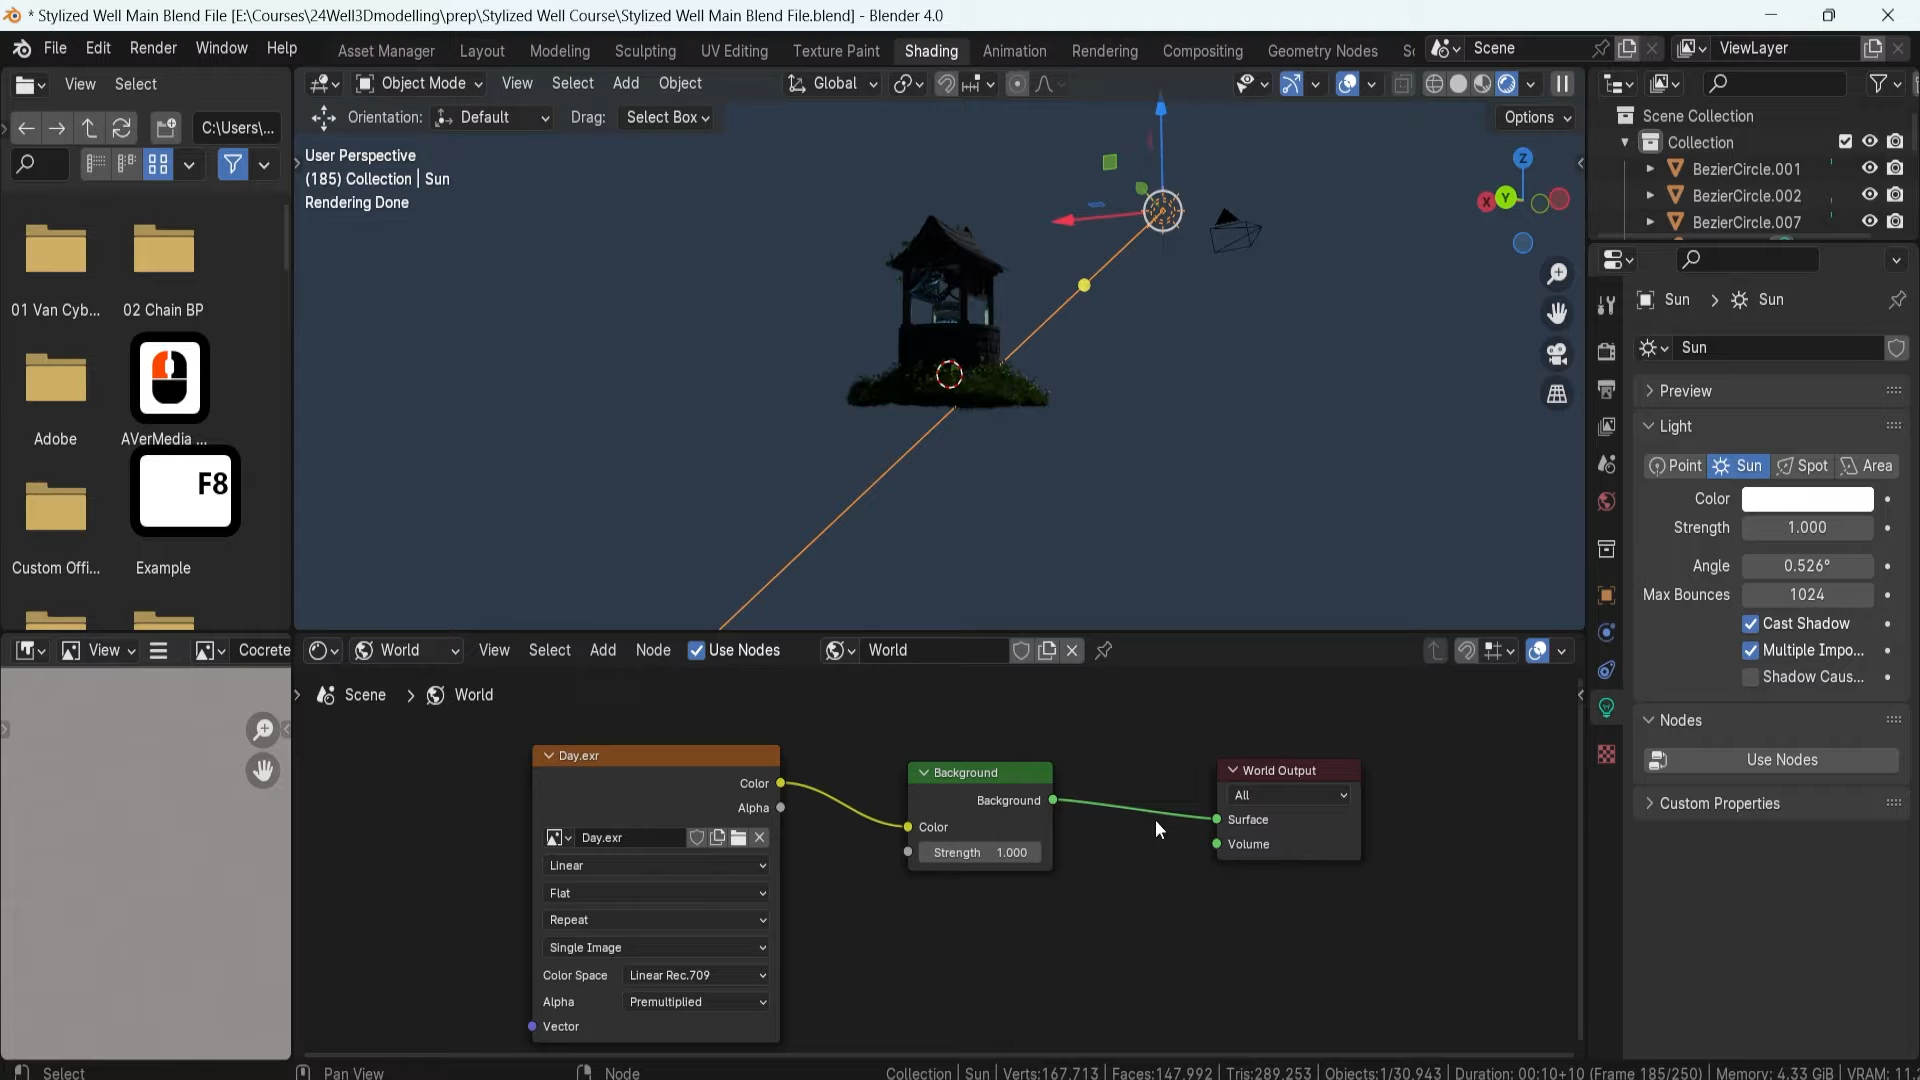 * Stylized Well Main Blend File [E:\Courses\24Well3Dmodelling\prep\Stylized Well Course\Stylized Well Main Blend File.blend] - Blender 4.0
File Edit Render Window Help Asset Manager Layout Modeling Sculpting UV Editing Texture Paint Shading Animation Rendering Compositing Geometry Nodes Sc Scene ViewLayer
View Select Object Mode View Select Add Object Global
C:\Users\... Orientation: Default Drag: Select Box Options
User Perspective
(185) Collection | Sun
Rendering Done
Z
Y
X
Scene Collection
Collection
BezierCircle.001
BezierCircle.002
BezierCircle.007
01 Van Cyb... 02 Chain BP
Adobe AVerMedia ...
F8
Custom Offi... Example
Sun > Sun
Sun
Preview
Light
Point Sun Spot Area
Color
Strength 1.000
Angle 0.526°
Max Bounces 1024
Cast Shadow
Multiple Impo...
Shadow Caus...
Nodes
Use Nodes
Custom Properties
View Cocrete World View Select Add Node Use Nodes World
Scene > World
Day.exr
Color
Alpha
Day.exr
Linear
Flat
Repeat
Single Image
Color Space Linear Rec.709
Alpha Premultiplied
Vector
Background
Background
Color
Strength 1.000
World Output
All
Surface
Volume
Select Pan View Node Collection | Sun | Verts:167,713 | Faces:147,992 | Tris:289,253 | Objects:1/30,943 | Duration: 00:10+10 (Frame 185/250) | Memory: 4.33 GiB | VRAM: 11.